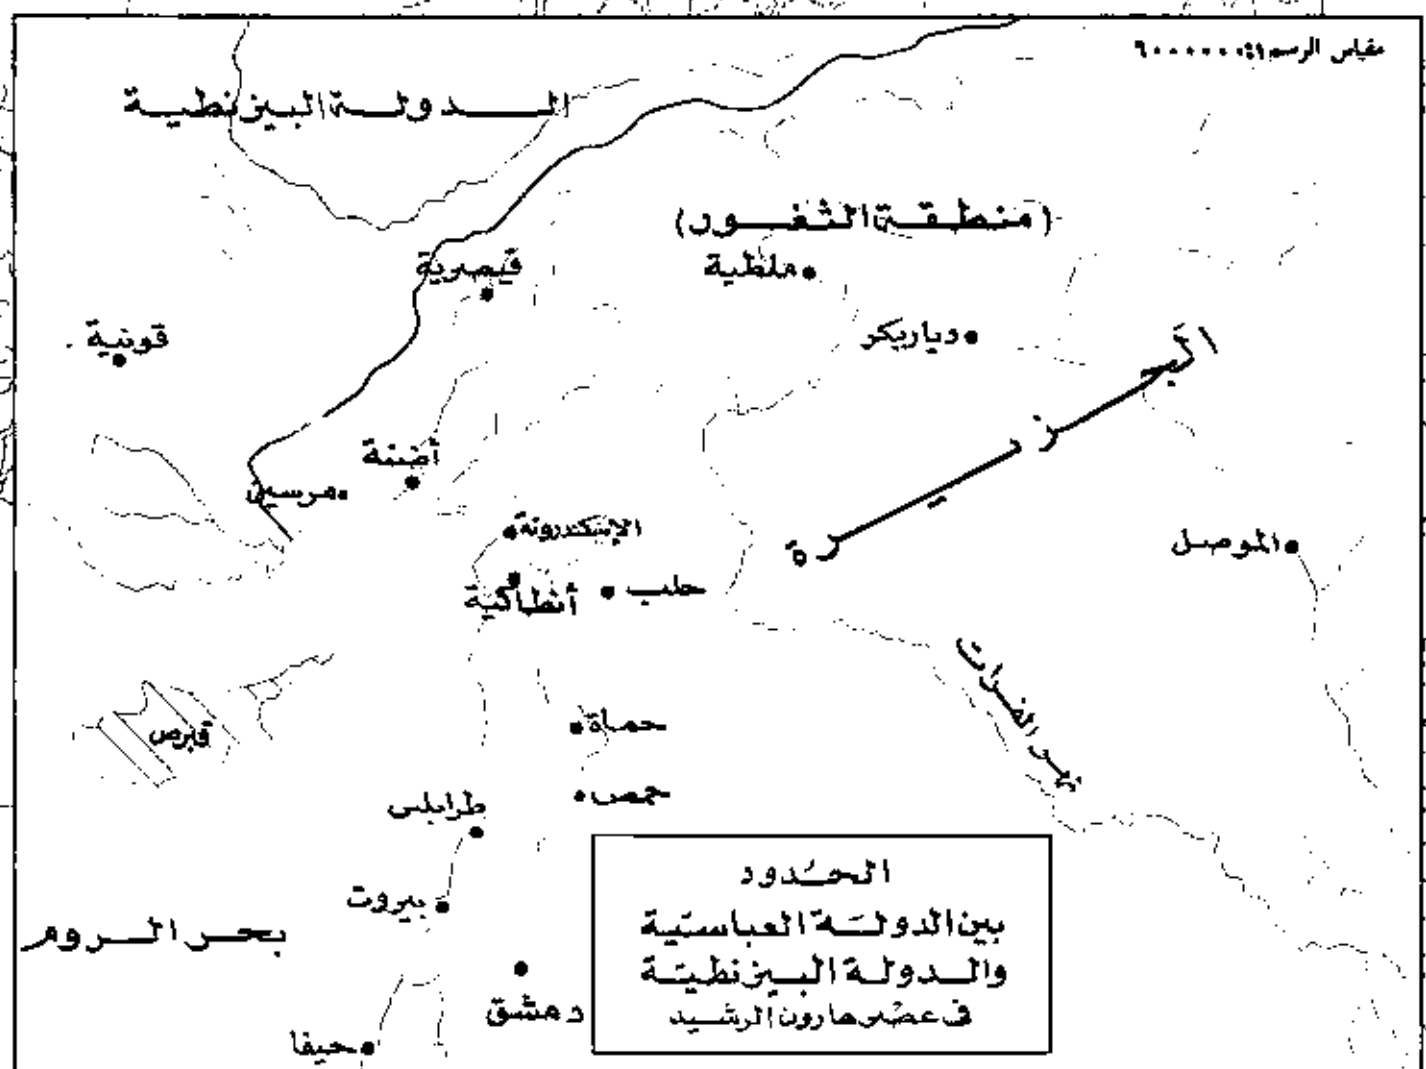 مقياس الرسم ١:٦٠٠٠٠٠٠
الدولة البيزنطية
(منطقة الثغور)
قيصرية
ملطية
قونية
دياربكر
الجزيرة
أضنة
مرسين
الإسكندرونة
الموصل
أنطاكية
حلب
نهر الفرات
قبرص
حماة
حمص
طرابلس
بيروت
بحر الروم
دمشق
حيفا
الحدود
بين الدولة العباسية
والدولة البيزنطية
في عصر هارون الرشيد